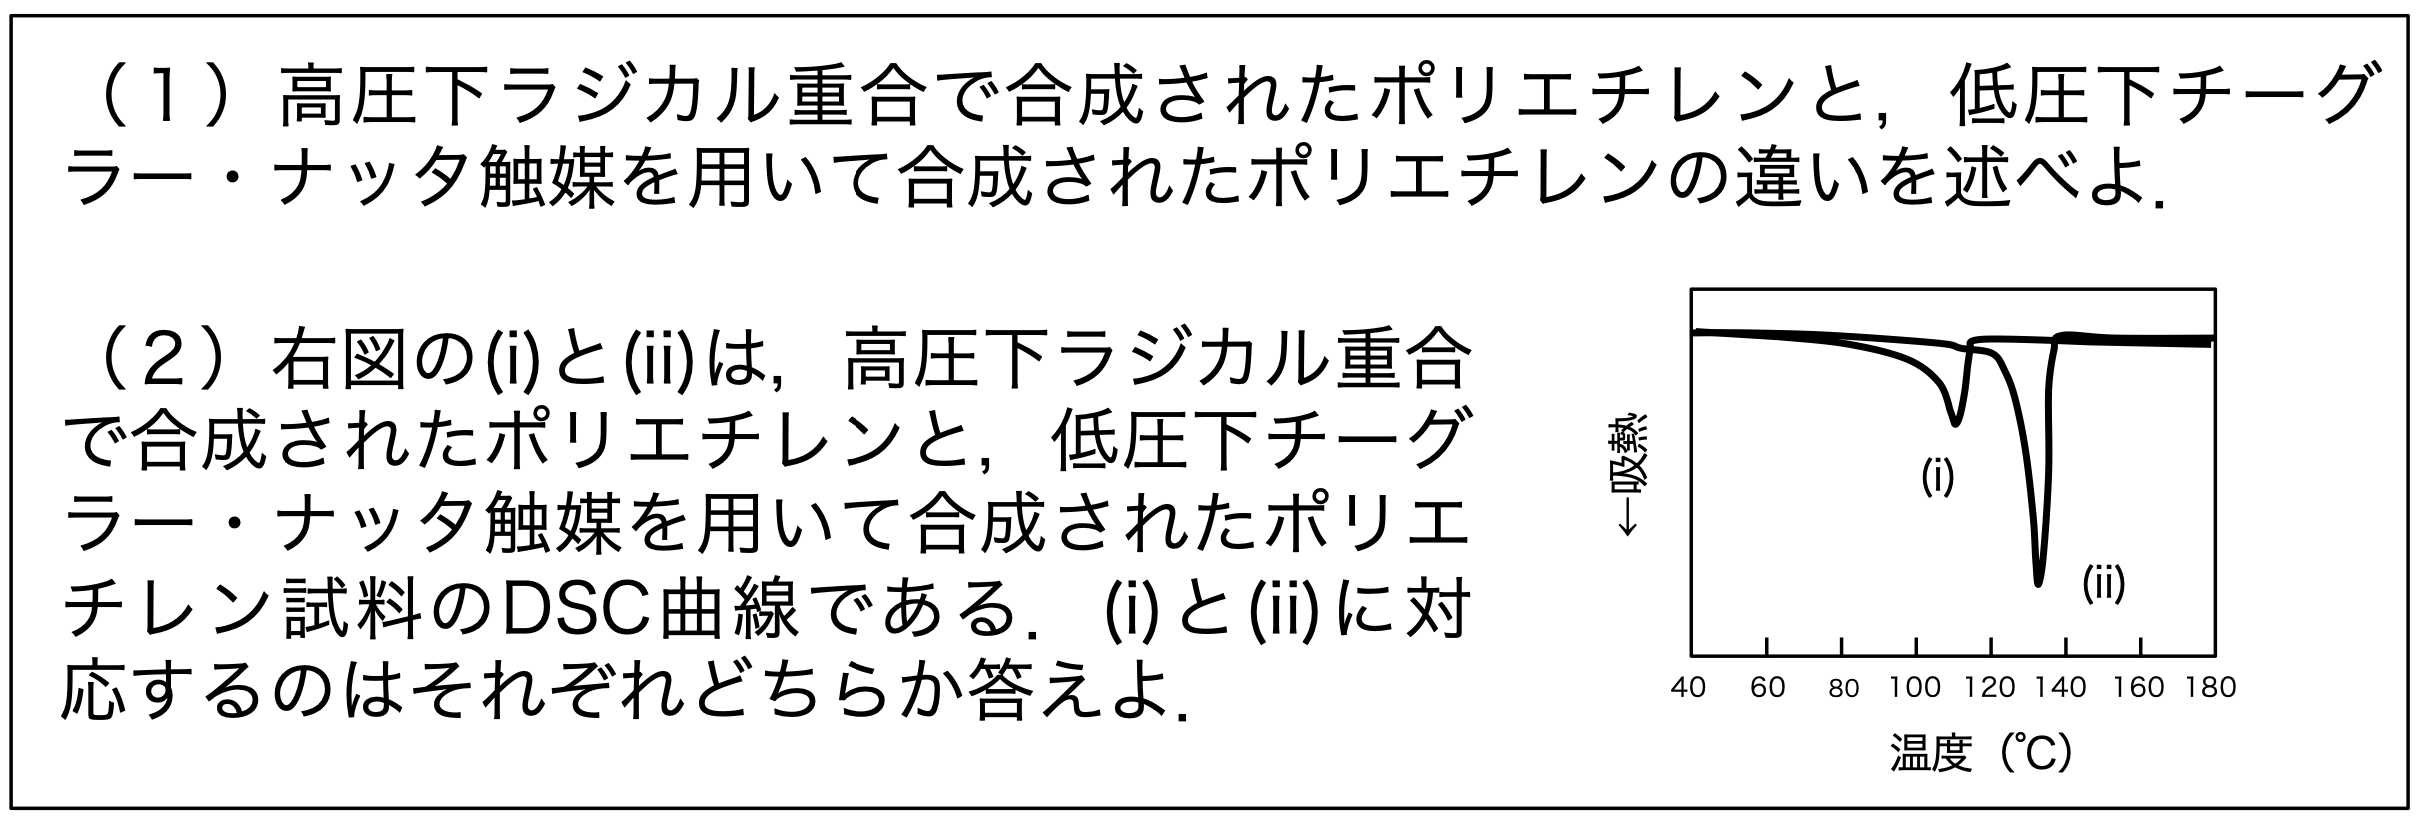 （１）高圧下ラジカル重合で合成されたポリエチレンと，低圧下チーグ
ラー・ナッタ触媒を用いて合成されたポリエチレンの違いを述べよ．
（２）右図の(i)と(ii)は，高圧下ラジカル重合
で合成されたポリエチレンと，低圧下チーグ
ラー・ナッタ触媒を用いて合成されたポリエ
チレン試料のDSC曲線である．(i)と(ii)に対
応するのはそれぞれどちらか答えよ．
←吸熱
(i)
(ii)
40 60 80 100 120 140 160 180
温度（℃）